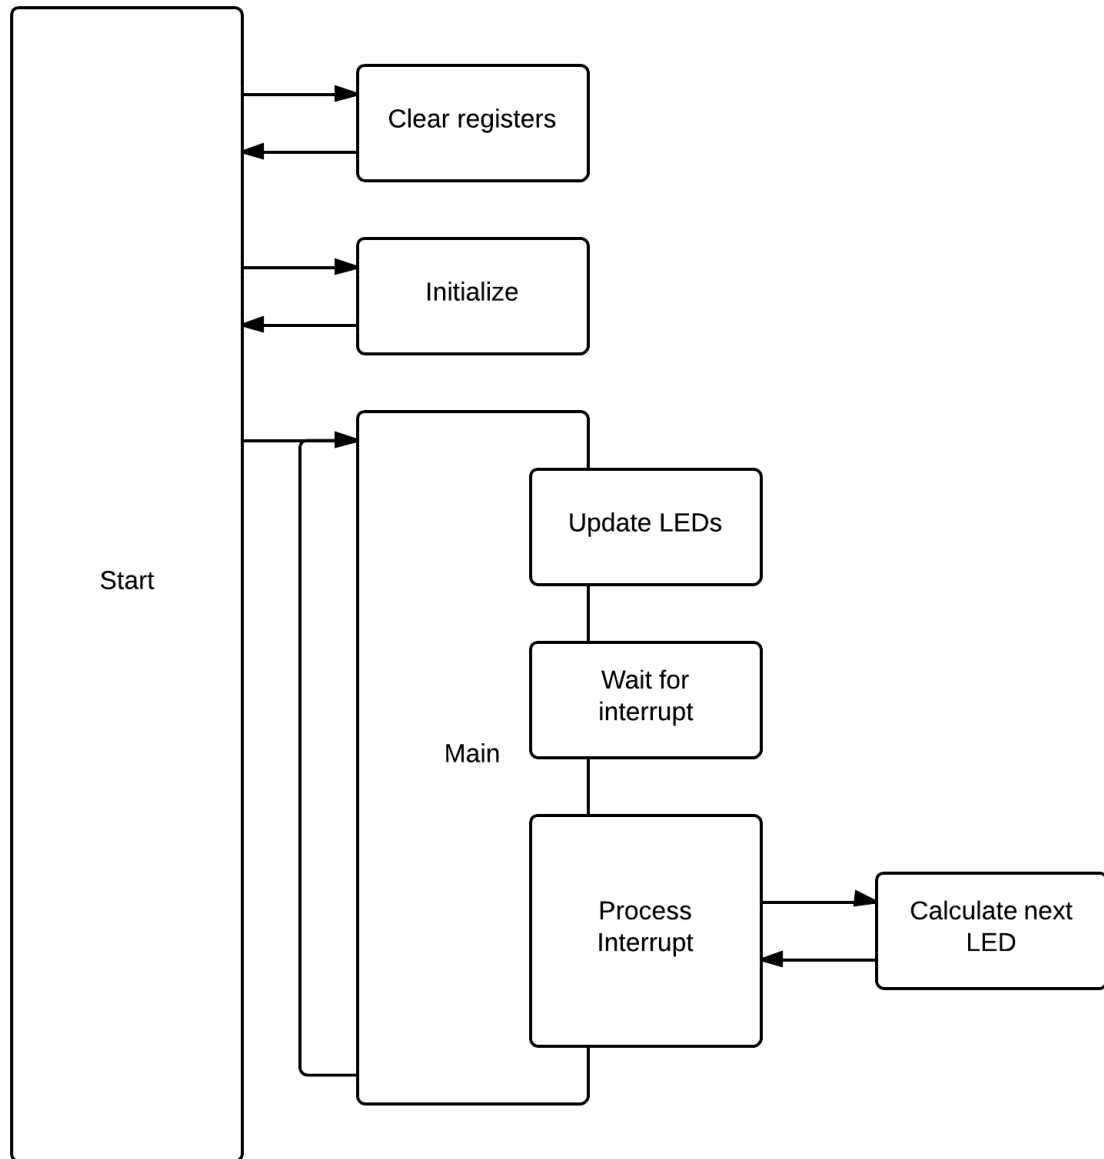 Clear registers
Initialize
Update LEDs
Start
Wait for
interrupt
Main
Process
Interrupt
Calculate next
LED